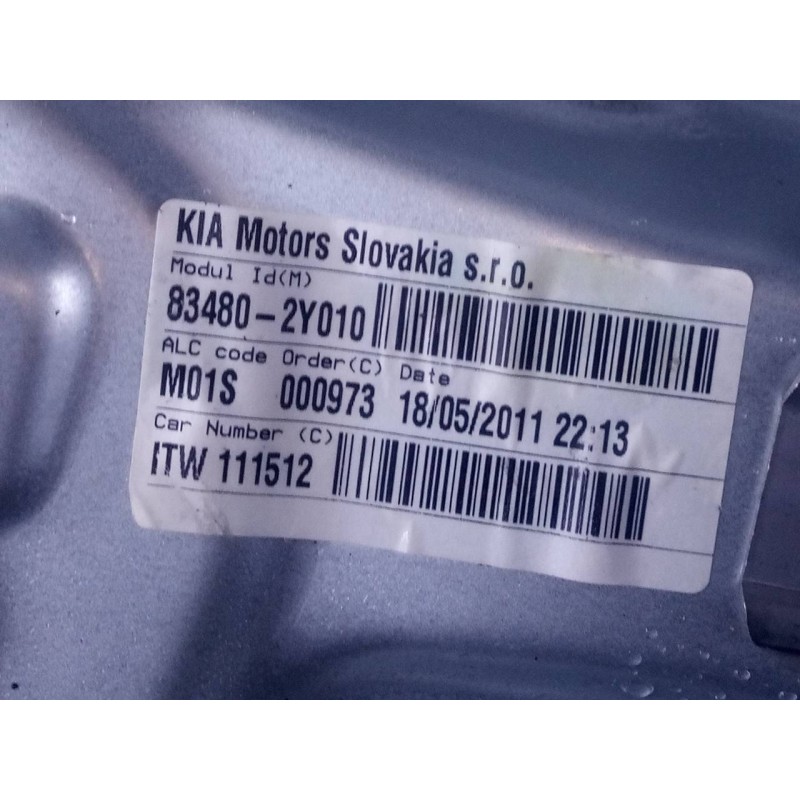 KIA Motors Slovakia s.r.o.
Modul Id(M)
83480-2Y010
ALC code Order(C) Date
M01S 000973 18/05/2011 22:13
Car Number (C)
ITW 111512